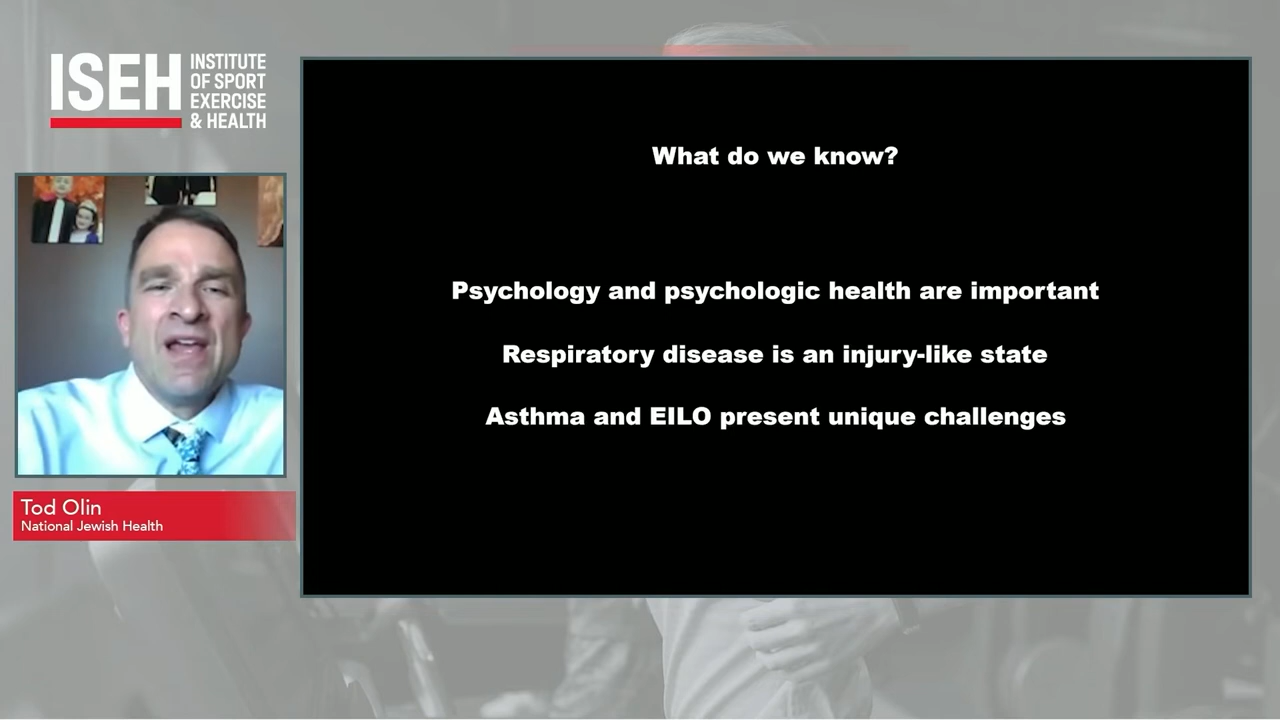 ISEH
INSTITUTE
OF SPORT
EXERCISE
& HEALTH
What do we know?
Psychology and psychologic health are important
Respiratory disease is an injury-like state
Asthma and EILO present unique challenges
Tod Olin
National Jewish Health